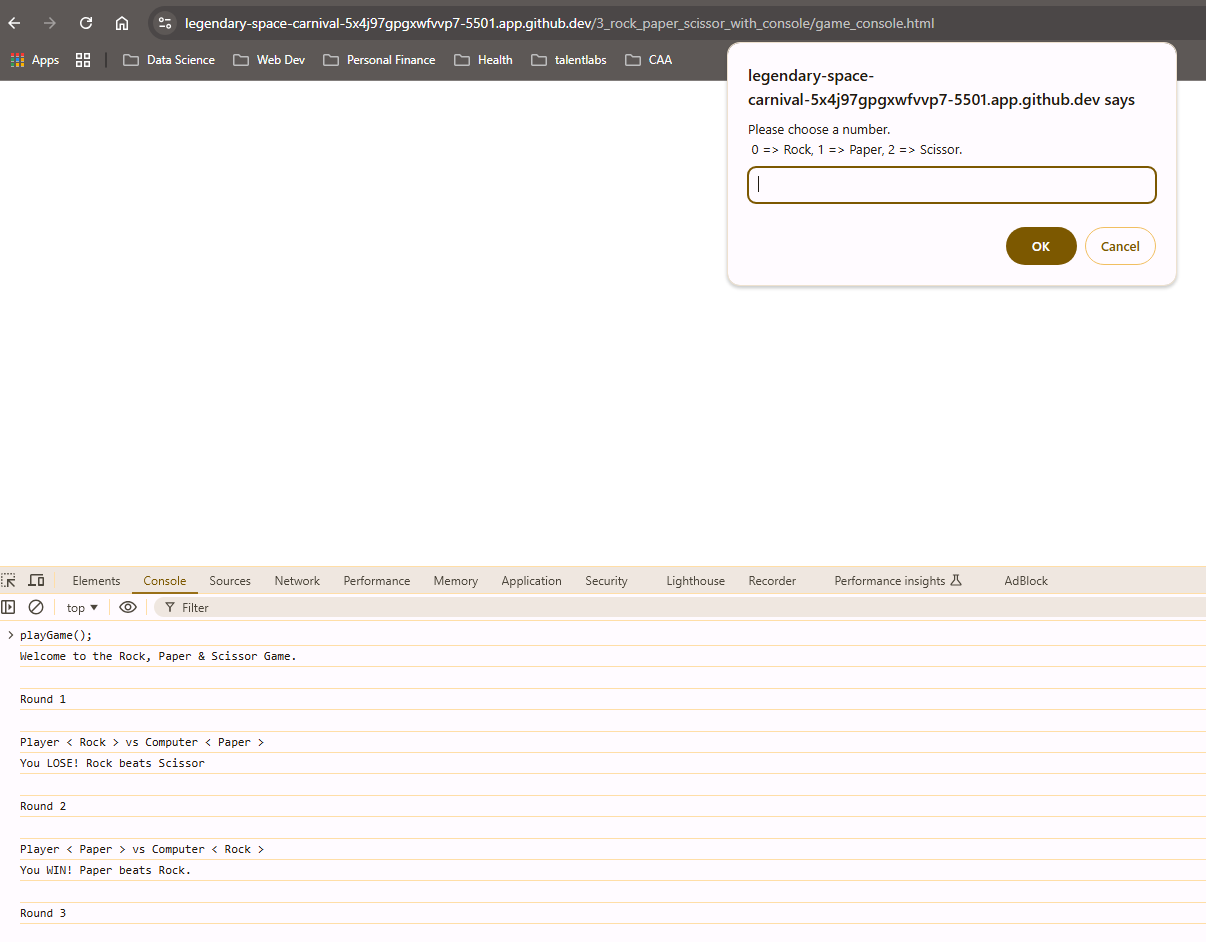 legendary-space-carnival-5x4j97gpgxwfvvp7-5501.app.github.dev/3_rock_paper_scissor_with_console/game_console.html
Apps
Data Science
Web Dev
Personal Finance
Health
talentlabs
CAA
legendary-space-
carnival-5x4j97gpgxwfvvp7-5501.app.github.dev says
Please choose a number.
0 => Rock, 1 => Paper, 2 => Scissor.
OK
Cancel
Elements
Console
Sources
Network
Performance
Memory
Application
Security
Lighthouse
Recorder
Performance insights
AdBlock
top
Filter
> playGame();
Welcome to the Rock, Paper & Scissor Game.
Round 1
Player < Rock > vs Computer < Paper >
You LOSE! Rock beats Scissor
Round 2
Player < Paper > vs Computer < Rock >
You WIN! Paper beats Rock.
Round 3